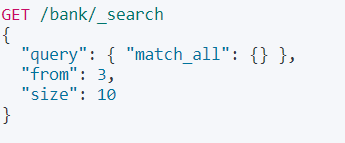 GET /bank/_search
{
  "query": { "match_all": {} },
  "from": 3,
  "size": 10
}